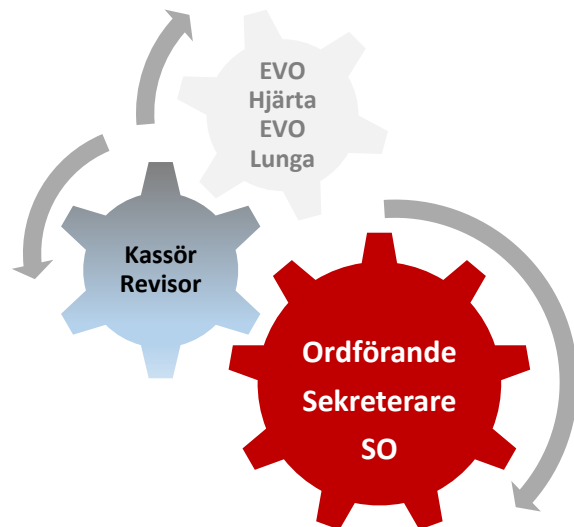 EVO
Hjärta
EVO
Lunga
Kassör
Revisor
Ordförande
Sekreterare
SO